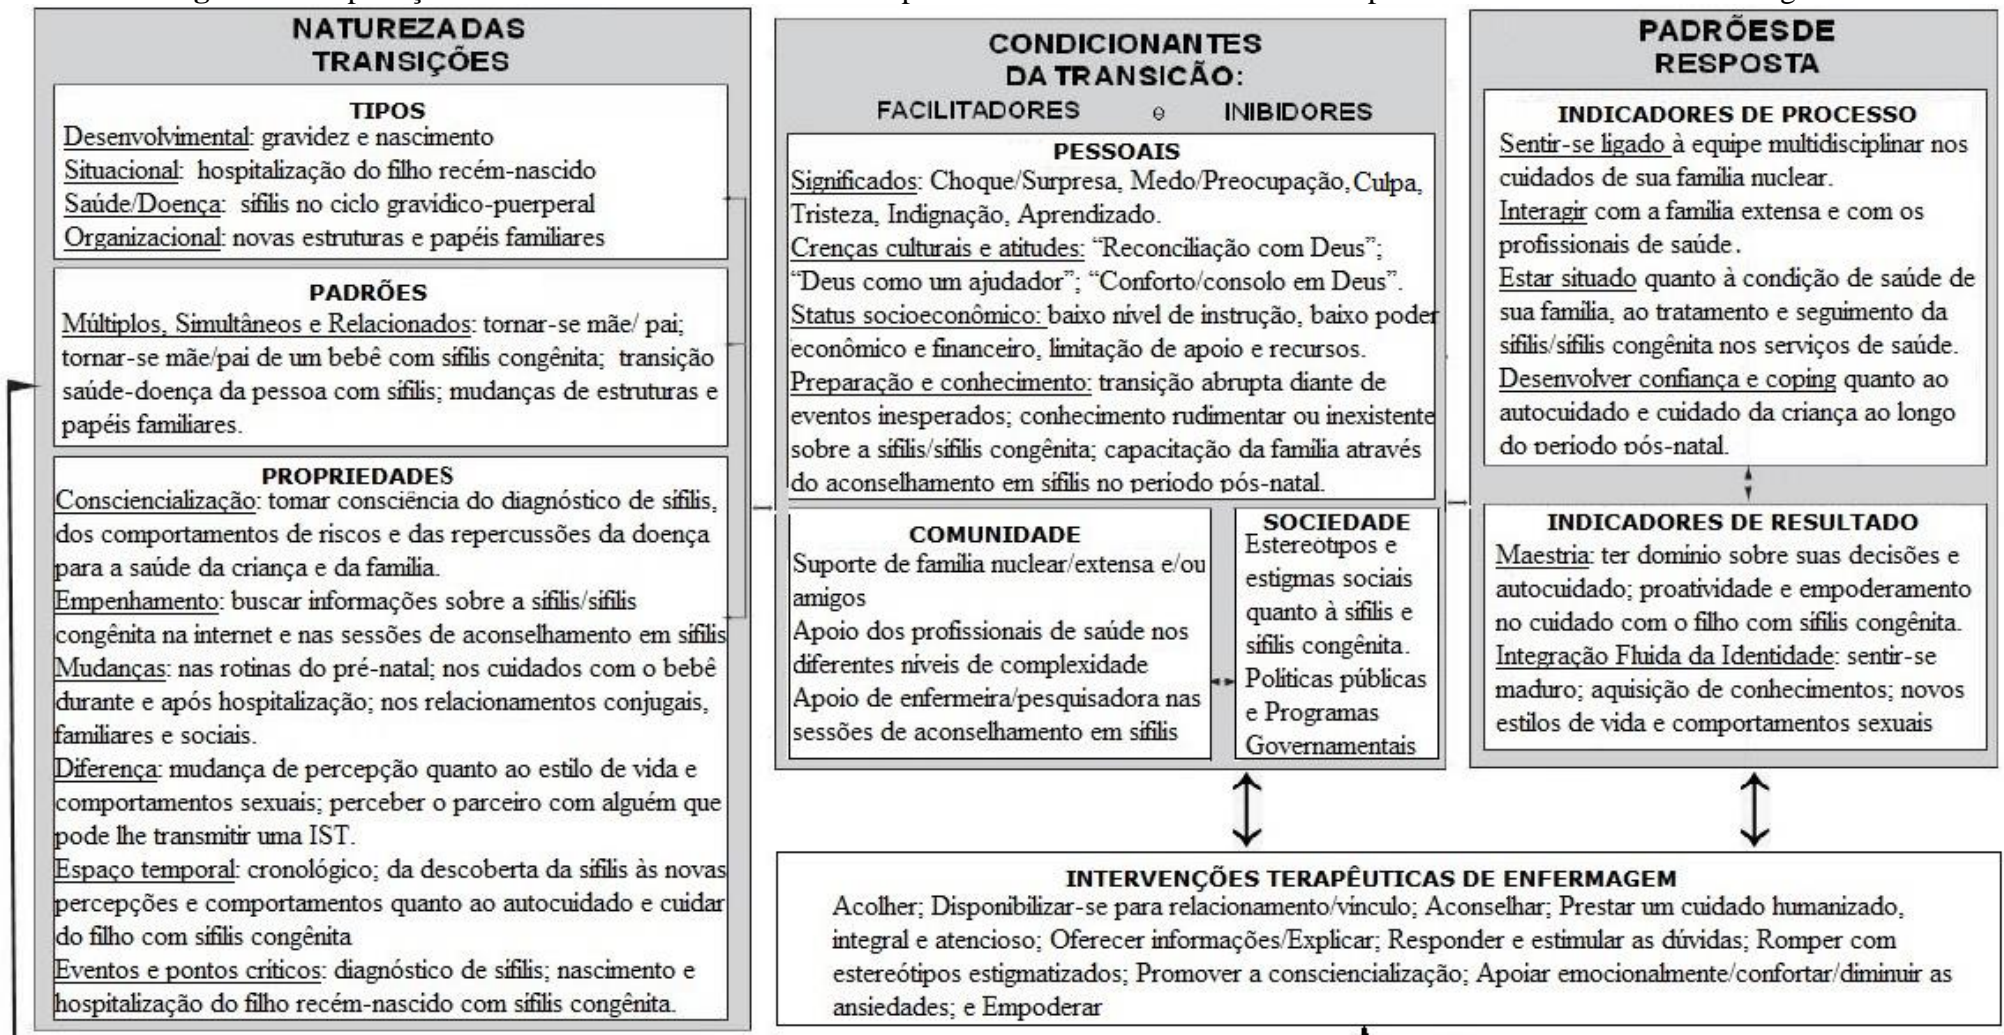 NATUREZA DAS
TRANSIÇÕES
TIPOS
Desenvolvimental: gravidez e nascimento
Situacional: hospitalização do filho recém-nascido
Saúde/Doença: sífilis no ciclo gravídico-puerperal
Organizacional: novas estruturas e papéis familiares
PADRÕES
Múltiplos, Simultâneos e Relacionados: tornar-se mãe/ pai;
tornar-se mãe/pai de um bebê com sífilis congênita; transição
saúde-doença da pessoa com sífilis; mudanças de estruturas e
papéis familiares.
PROPRIEDADES
Consciencialização: tomar consciência do diagnóstico de sífilis,
dos comportamentos de riscos e das repercussões da doença
para a saúde da criança e da família.
Empenhamento: buscar informações sobre a sífilis/sífilis
congênita na internet e nas sessões de aconselhamento em sífilis
Mudanças: nas rotinas do pré-natal; nos cuidados com o bebê
durante e após hospitalização; nos relacionamentos conjugais,
familiares e sociais.
Diferença: mudança de percepção quanto ao estilo de vida e
comportamentos sexuais; perceber o parceiro com alguém que
pode lhe transmitir uma IST.
Espaço temporal: cronológico; da descoberta da sífilis às novas
percepções e comportamentos quanto ao autocuidado e cuidar
do filho com sífilis congênita
Eventos e pontos críticos: diagnóstico de sífilis; nascimento e
hospitalização do filho recém-nascido com sífilis congênita.
CONDICIONANTES
DA TRANSICÃO:
FACILITADORES e INIBIDORES
PESSOAIS
Significados: Choque/Surpresa, Medo/Preocupação, Culpa,
Tristeza, Indignação, Aprendizado.
Crenças culturais e atitudes: “Reconciliação com Deus”;
“Deus como um ajudador”; “Conforto/consolo em Deus”.
Status socioeconômico: baixo nível de instrução, baixo poder
econômico e financeiro, limitação de apoio e recursos.
Preparação e conhecimento: transição abrupta diante de
eventos inesperados; conhecimento rudimentar ou inexistente
sobre a sífilis/sífilis congênita; capacitação da família através
do aconselhamento em sífilis no período pós-natal.
COMUNIDADE
Suporte de família nuclear/extensa e/ou
amigos
Apoio dos profissionais de saúde nos
diferentes níveis de complexidade
Apoio de enfermeira/pesquisadora nas
sessões de aconselhamento em sífilis
SOCIEDADE
Estereótipos e
estigmas sociais
quanto à sífilis e
sífilis congênita.
Políticas públicas
e Programas
Governamentais
PADRÕES DE
RESPOSTA
INDICADORES DE PROCESSO
Sentir-se ligado à equipe multidisciplinar nos
cuidados de sua família nuclear.
Interagir com a família extensa e com os
profissionais de saúde.
Estar situado quanto à condição de saúde de
sua família, ao tratamento e seguimento da
sífilis/sífilis congênita nos serviços de saúde.
Desenvolver confiança e coping quanto ao
autocuidado e cuidado da criança ao longo
do período pós-natal.
INDICADORES DE RESULTADO
Maestria: ter domínio sobre suas decisões e
autocuidado; proatividade e empoderamento
no cuidado com o filho com sífilis congênita.
Integração Fluida da Identidade: sentir-se
maduro; aquisição de conhecimentos; novos
estilos de vida e comportamentos sexuais
INTERVENÇÕES TERAPÊUTICAS DE ENFERMAGEM
Acolher; Disponibilizar-se para relacionamento/vínculo; Aconselhar; Prestar um cuidado humanizado,
integral e atencioso; Oferecer informações/Explicar; Responder e estimular as dúvidas; Romper com
estereótipos estigmatizados; Promover a consciencialização; Apoiar emocionalmente/confortar/diminuir as
ansiedades; e Empoderar